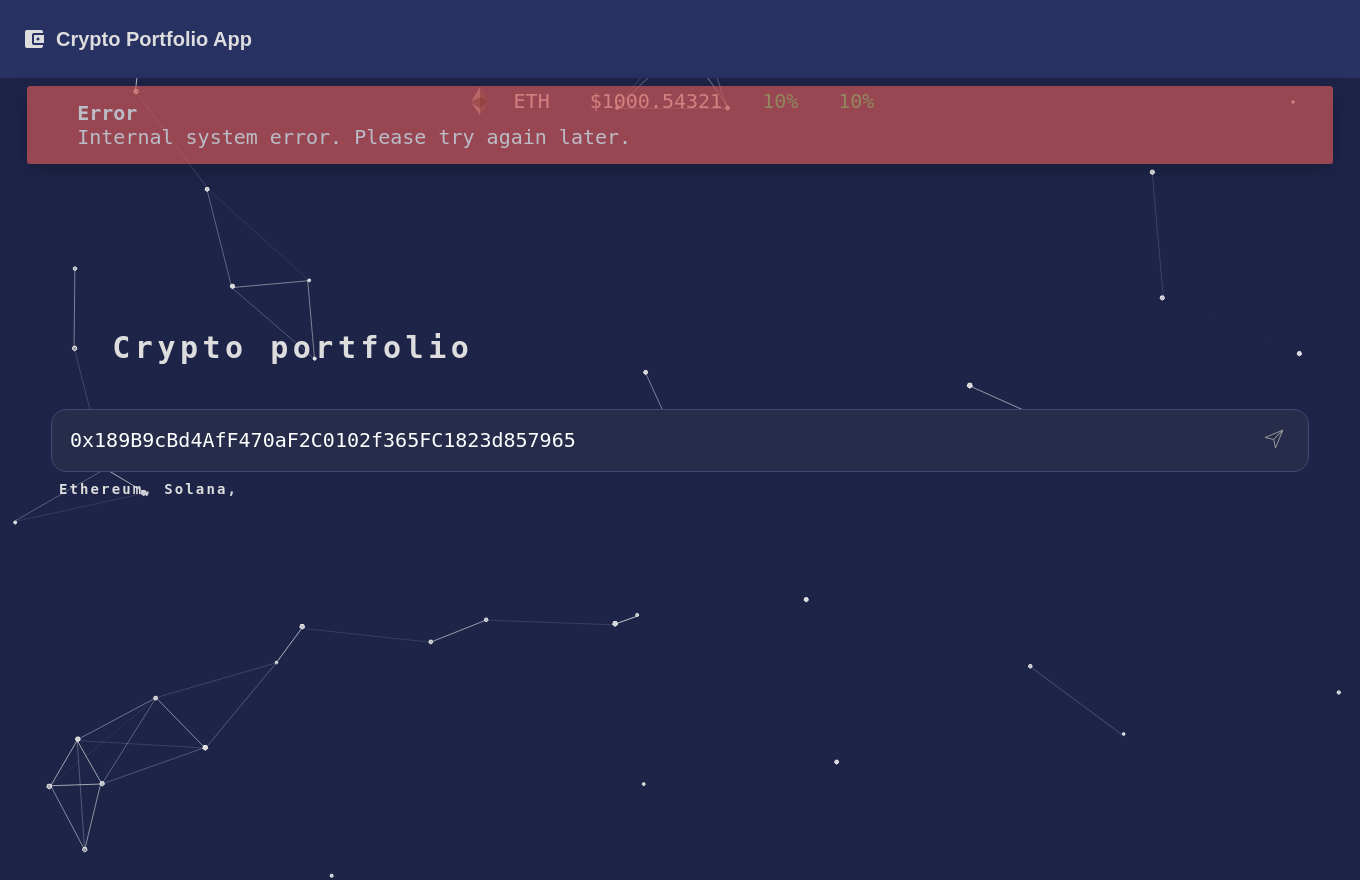 Crypto Portfolio App
ETH $1000.54321 10% 10%
Error
Internal system error. Please try again later.
Crypto portfolio
0x189B9cBd4AfF470aF2C0102f365FC1823d857965
Ethereum, Solana,